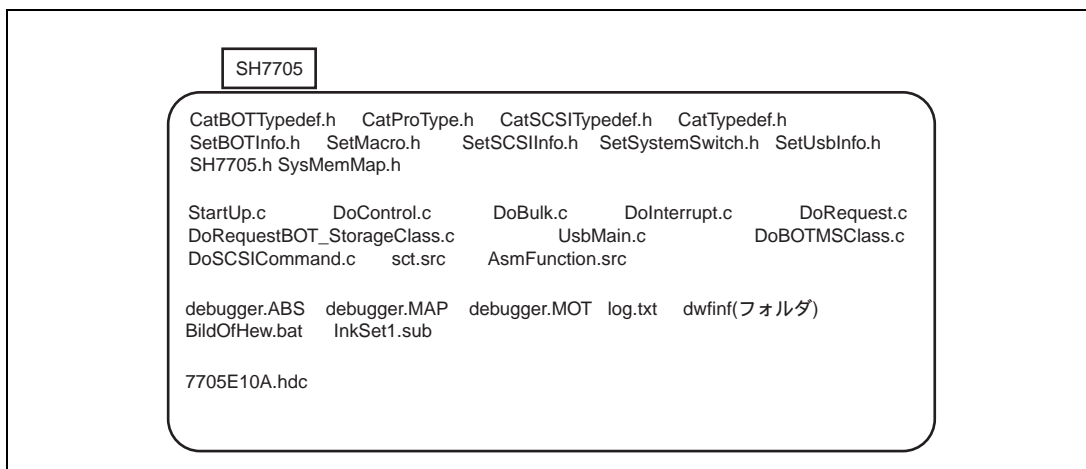 SH7705
CatBOTTypedef.h CatProType.h CatSCSITypedef.h CatTypedef.h
SetBOTInfo.h SetMacro.h SetSCSIInfo.h SetSystemSwitch.h SetUsbInfo.h
SH7705.h SysMemMap.h
StartUp.c DoControl.c DoBulk.c DoInterrupt.c DoRequest.c
DoRequestBOT_StorageClass.c UsbMain.c DoBOTMSClass.c
DoSCSICommand.c sct.src AsmFunction.src
debugger.ABS debugger.MAP debugger.MOT log.txt dwfinf(フォルダ)
BildOfHew.bat InkSet1.sub
7705E10A.hdc